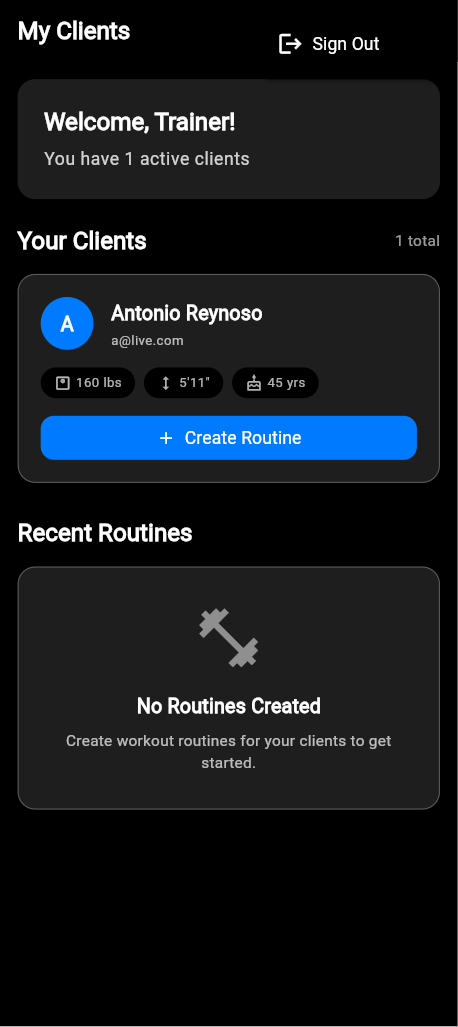 My Clients
Sign Out
Welcome, Trainer!
You have 1 active clients
Your Clients
1 total
A
Antonio Reynoso
a@live.com
160 lbs
5'11"
45 yrs
+ Create Routine
Recent Routines
No Routines Created
Create workout routines for your clients to get
started.